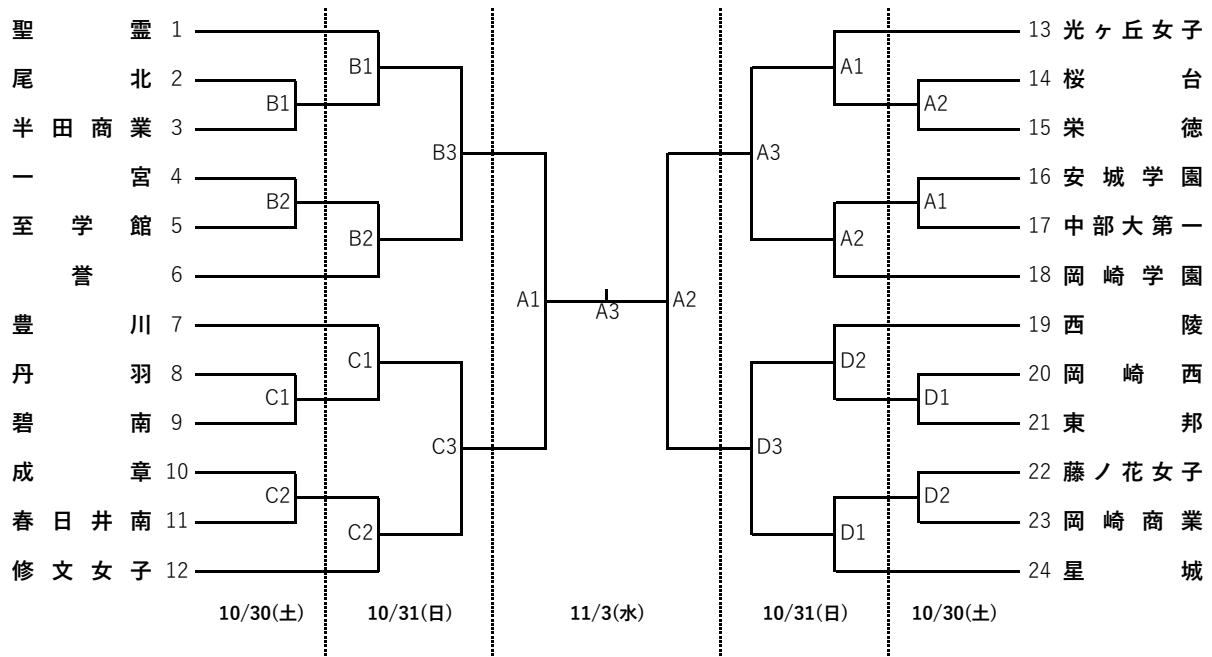 聖霊 1
B1
13 光ヶ丘女子
A1
尾北 2
B1
14 桜台
A2
半田商業 3
15 栄徳
B3
A3
一宮 4
B2
16 安城学園
A1
至学館 5
B2
17 中部大第一
A2
誉 6
18 岡崎学園
A1
A3
A2
豊川 7
C1
19 西陵
D2
丹羽 8
C1
20 岡崎西
D1
碧南 9
21 東邦
C3
D3
成章 10
C2
22 藤ノ花女子
D2
春日井南 11
C2
23 岡崎商業
D1
修文女子 12
24 星城
10/30(土) 10/31(日) 11/3(水) 10/31(日) 10/30(土)